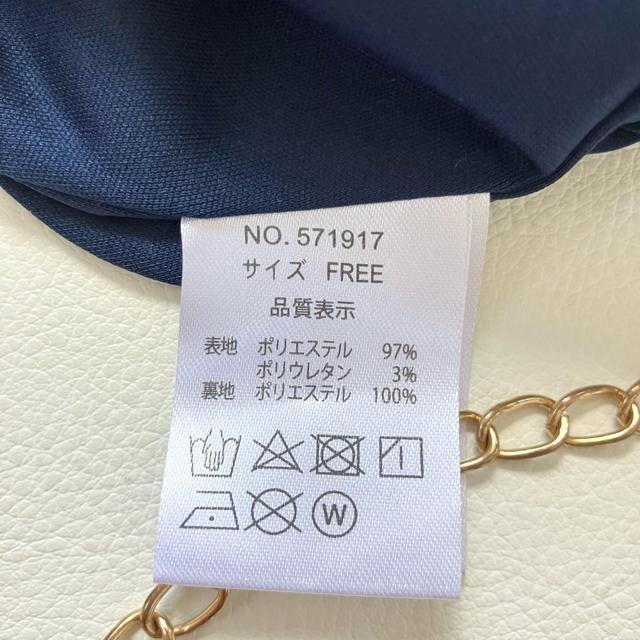 NO. 571917
サイズ FREE
品質表示
表地 ポリエステル 97%
ポリウレタン 3%
裏地 ポリエステル 100%
W